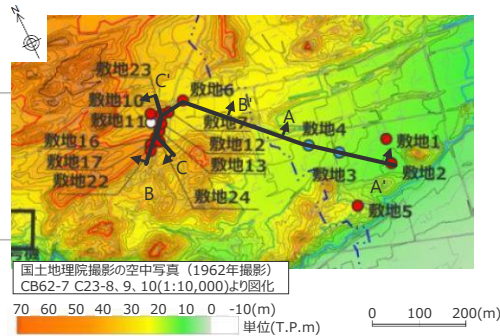 N
敷地23
C'
敷地6
敷地10
B'
敷地16
敷地11
敷地7
A
敷地4
敷地1
敷地12
敷地17
敷地13
敷地3
敷地2
敷地22
C
B
敷地24
A'
敷地5
国土地理院撮影の空中写真（1962年撮影）
CB62-7 C23-8、9、10(1:10,000)より図化
70 60 50 40 30 20 10 0 -10(m)
単位(T.P.m)
0 100 200(m)